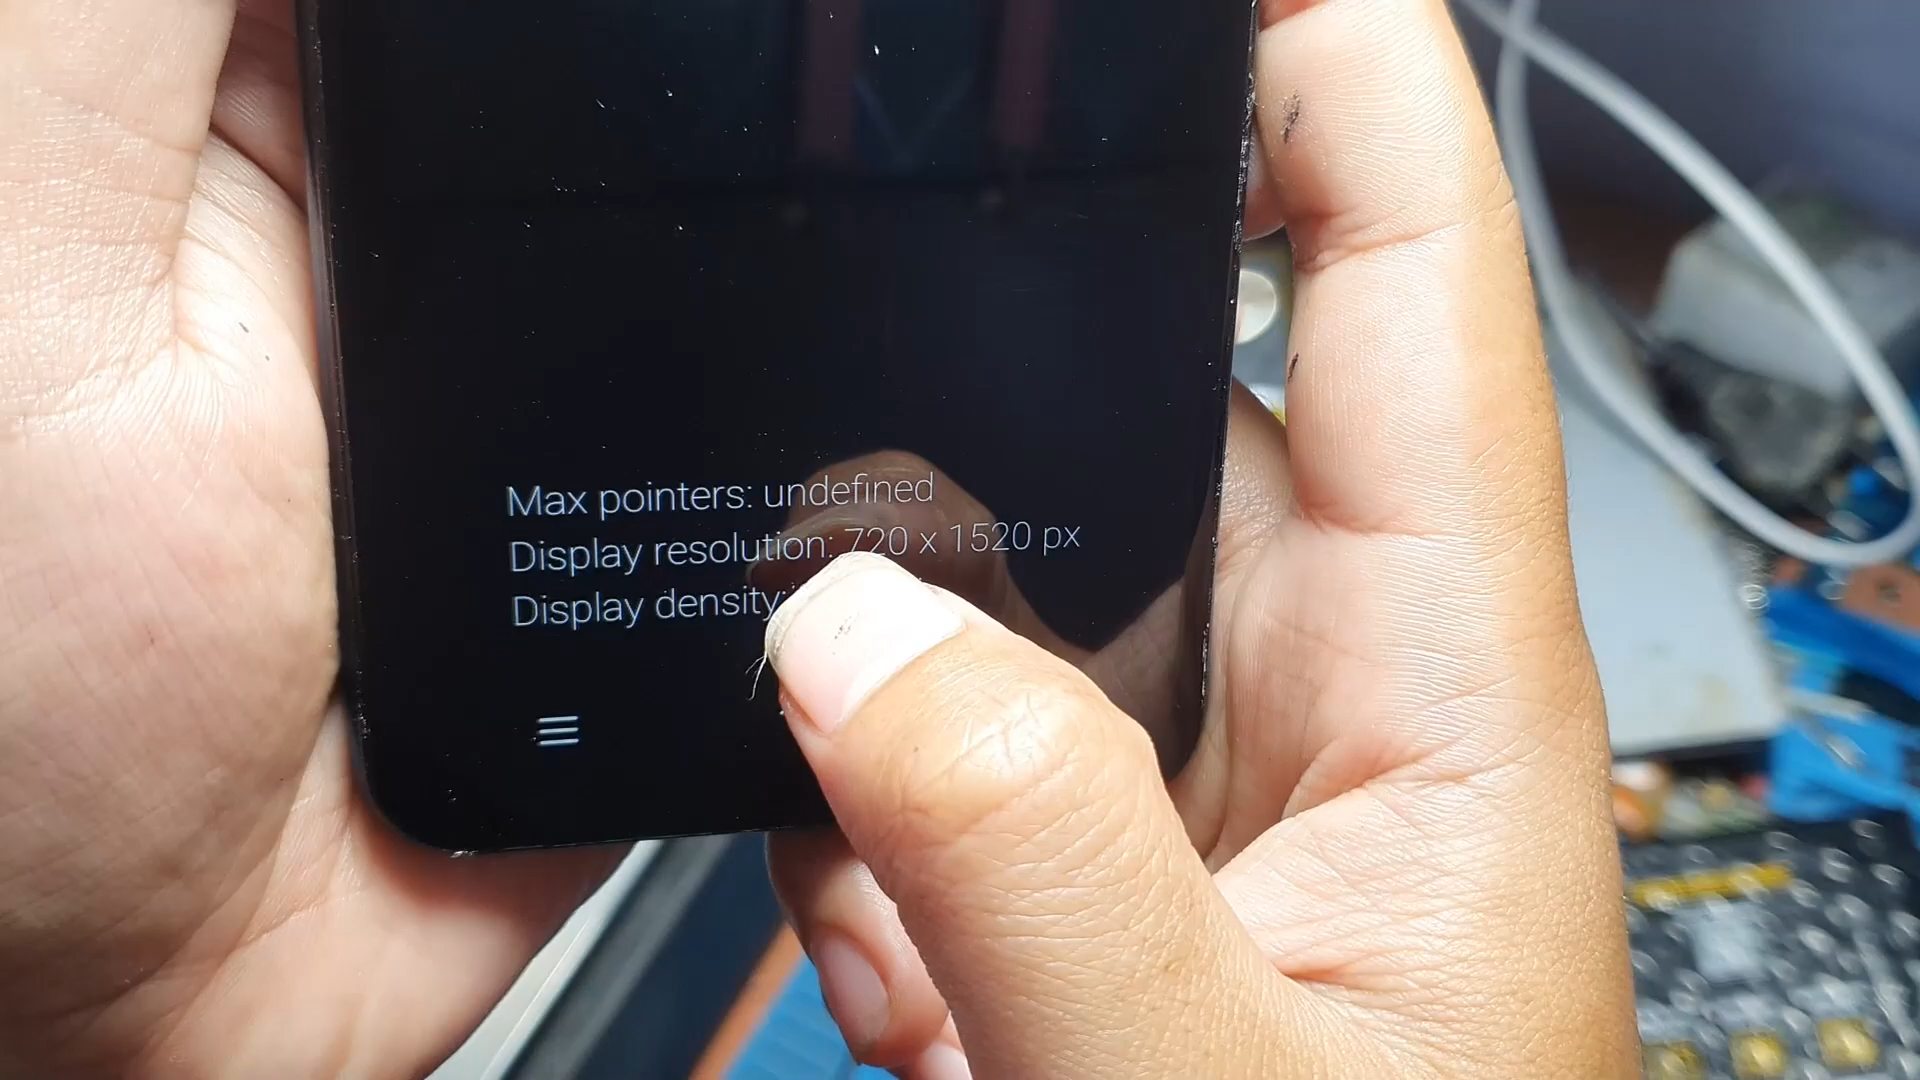 Max pointers: undefined
Display resolution: 720 x 1520 px
Display density: